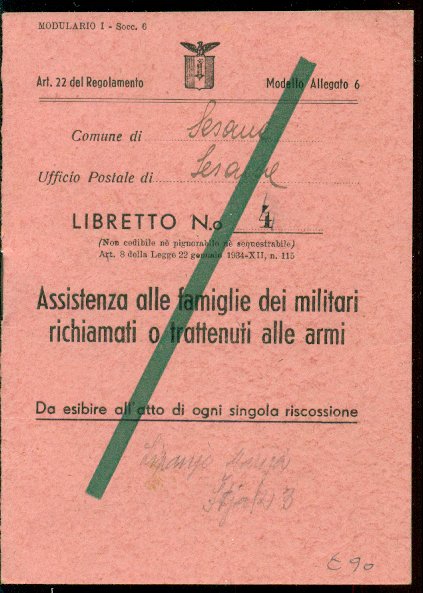 MODULARIO I - Socc. 6
Art. 22 del Regolamento
Modello Allegato 6
Comune di Sesana
Ufficio Postale di Sesana
LIBRETTO N.o 4
(Non cedibile nè pignorabile nè sequestrabile)
Art. 8 della Legge 22 gennaio 1934-XII, n. 115
Assistenza alle famiglie dei militari
richiamati o trattenuti alle armi
Da esibire all'atto di ogni singola riscossione
€ 90